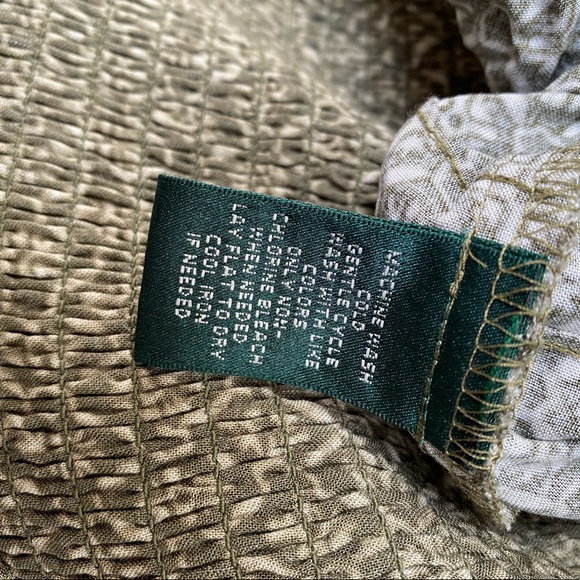 MACHINE WASH
COLD
GENTLE CYCLE
WASH WITH LIKE
COLORS
ONLY NON-
CHLORINE BLEACH
WHEN NEEDED
LAY FLAT TO DRY
COOL IRON
IF NEEDED